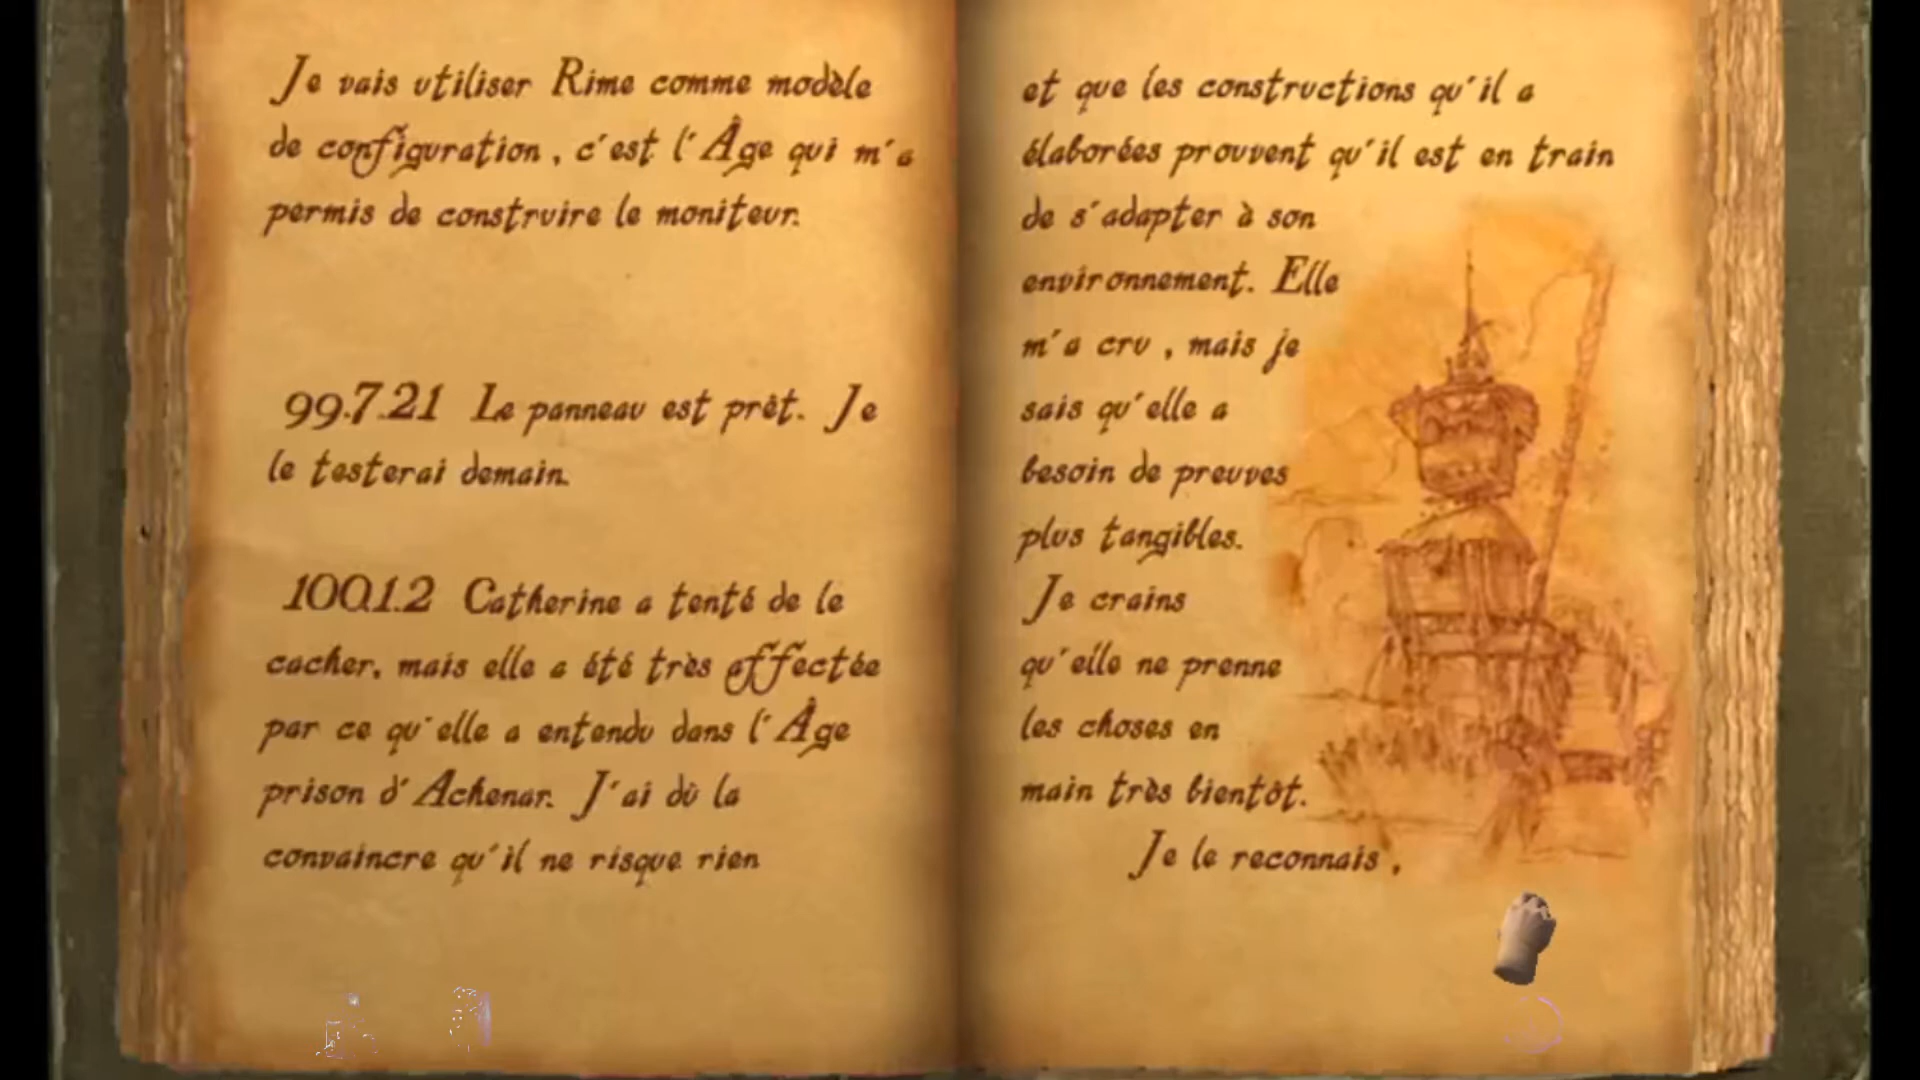 Je vais utiliser Rime comme modèle
de configuration, c'est l'Âge qui m'a
permis de construire le moniteur.
99.7.21 Le panneau est prêt. Je
le testerai demain.
100.1.2 Catherine a tenté de le
cacher, mais elle a été très affectée
par ce qu'elle a entendu dans l'Âge
prison d'Achenar. J'ai dû la
convaincre qu'il ne risque rien
et que les constructions qu'il a
élaborées prouvent qu'il est en train
de s'adapter à son
environnement. Elle
m'a cru, mais je
sais qu'elle a
besoin de preuves
plus tangibles.
Je crains
qu'elle ne prenne
les choses en
main très bientôt.
Je le reconnais,